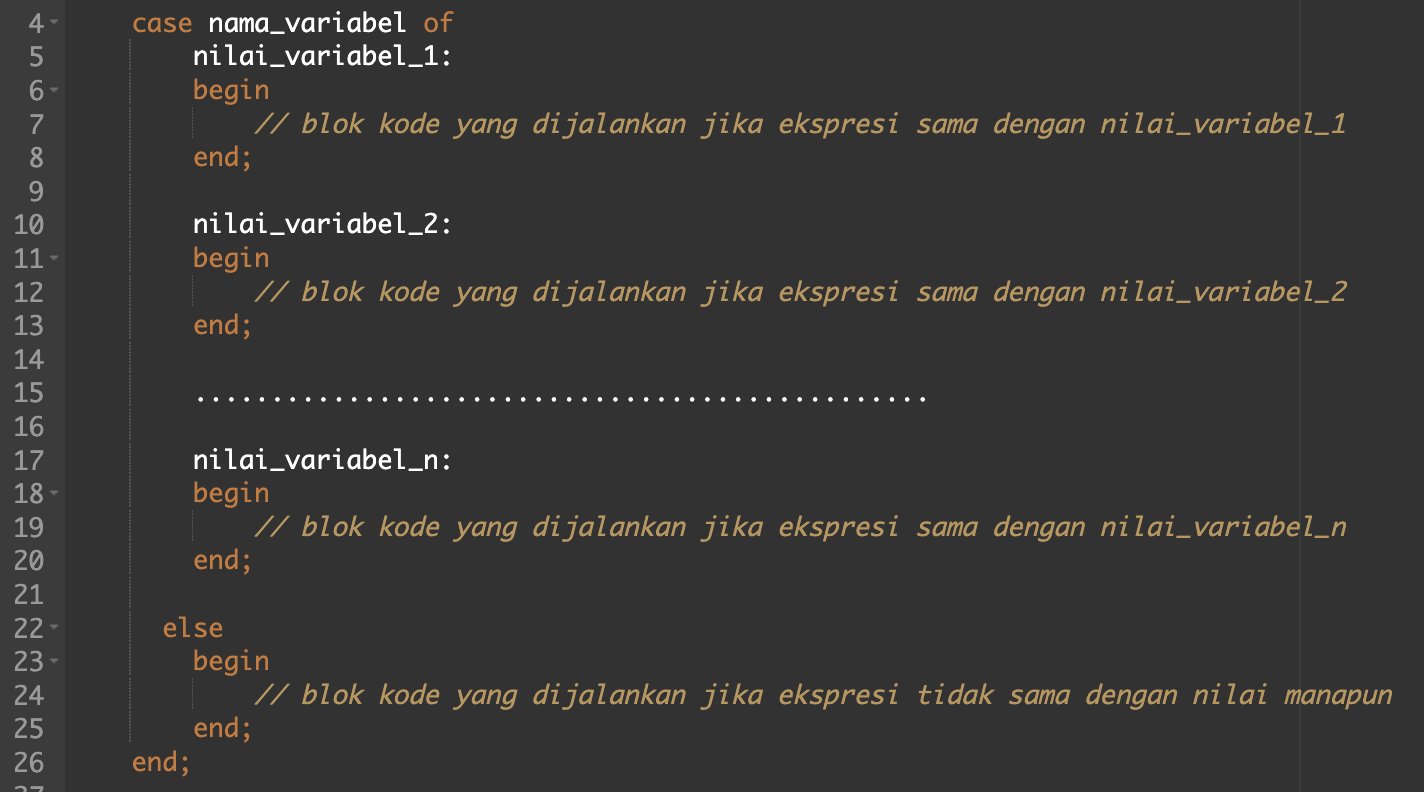 4 case nama_variabel of
5 nilai_variabel_1:
6 begin
7 // blok kode yang dijalankan jika ekspresi sama dengan nilai_variabel_1
8 end;
9
10 nilai_variabel_2:
11 begin
12 // blok kode yang dijalankan jika ekspresi sama dengan nilai_variabel_2
13 end;
14
15 ................................................
16
17 nilai_variabel_n:
18 begin
19 // blok kode yang dijalankan jika ekspresi sama dengan nilai_variabel_n
20 end;
21
22 else
23 begin
24 // blok kode yang dijalankan jika ekspresi tidak sama dengan nilai manapun
25 end;
26 end;